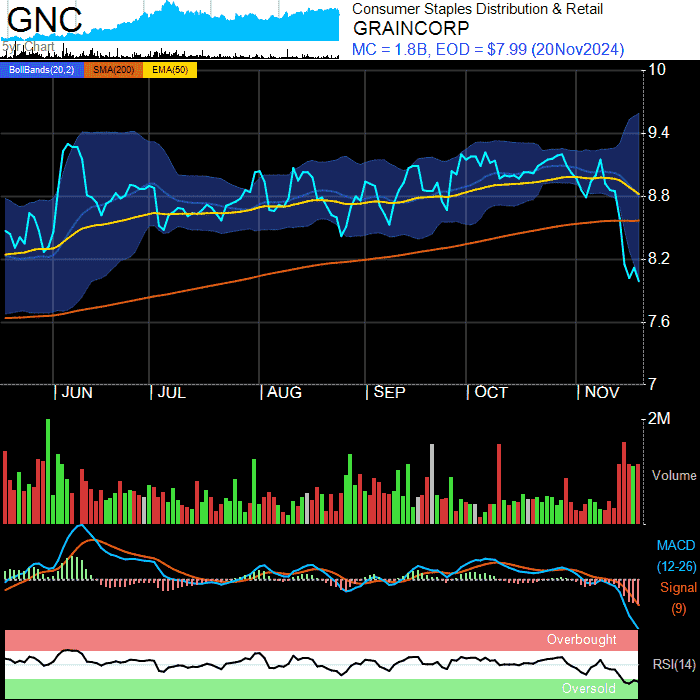 GNC
Consumer Staples Distribution & Retail
GRAINCORP
MC = 1.8B, EOD = $7.99 (20Nov2024)
5yr Chart
BollBands(20,2) SMA(200) EMA(50)
10
9.4
8.8
8.2
7.6
7
JUN JUL AUG SEP OCT NOV
2M
Volume
MACD
(12-26)
Signal
(9)
Overbought
RSI(14)
Oversold